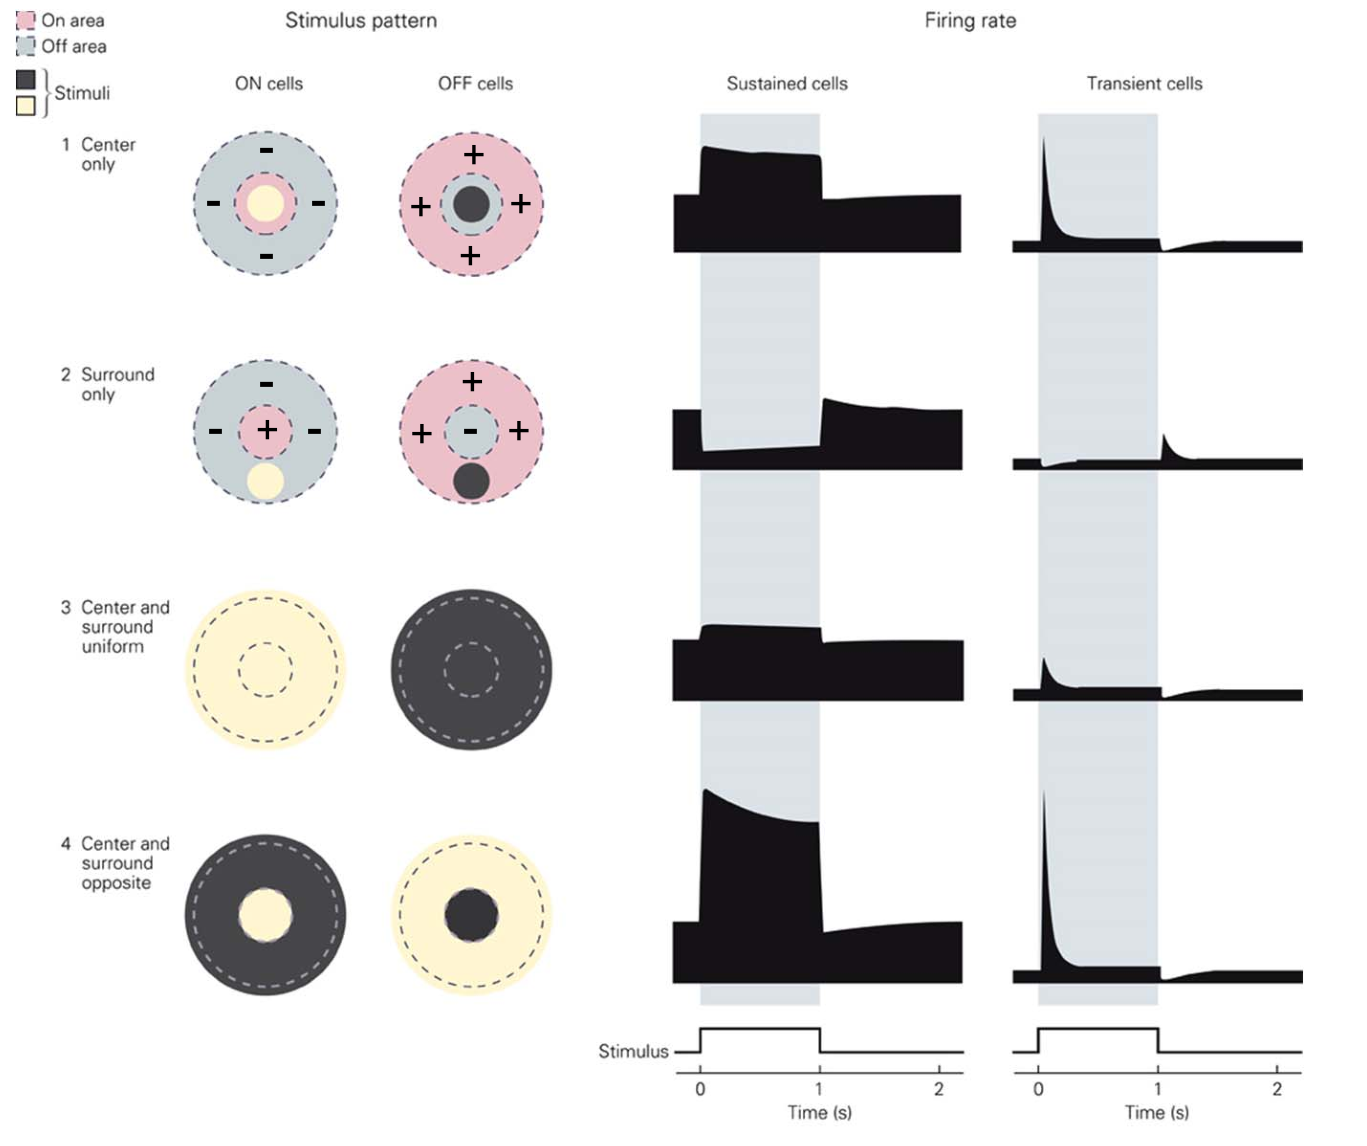 On area
Off area
Stimuli
Stimulus pattern
Firing rate
ON cells
OFF cells
Sustained cells
Transient cells
1 Center
only
-
- -
-
+
+ +
+
2 Surround
only
-
- + -
+
+ - +
3 Center and
surround
uniform
4 Center and
surround
opposite
Stimulus
0 1 2
Time (s)
0 1 2
Time (s)